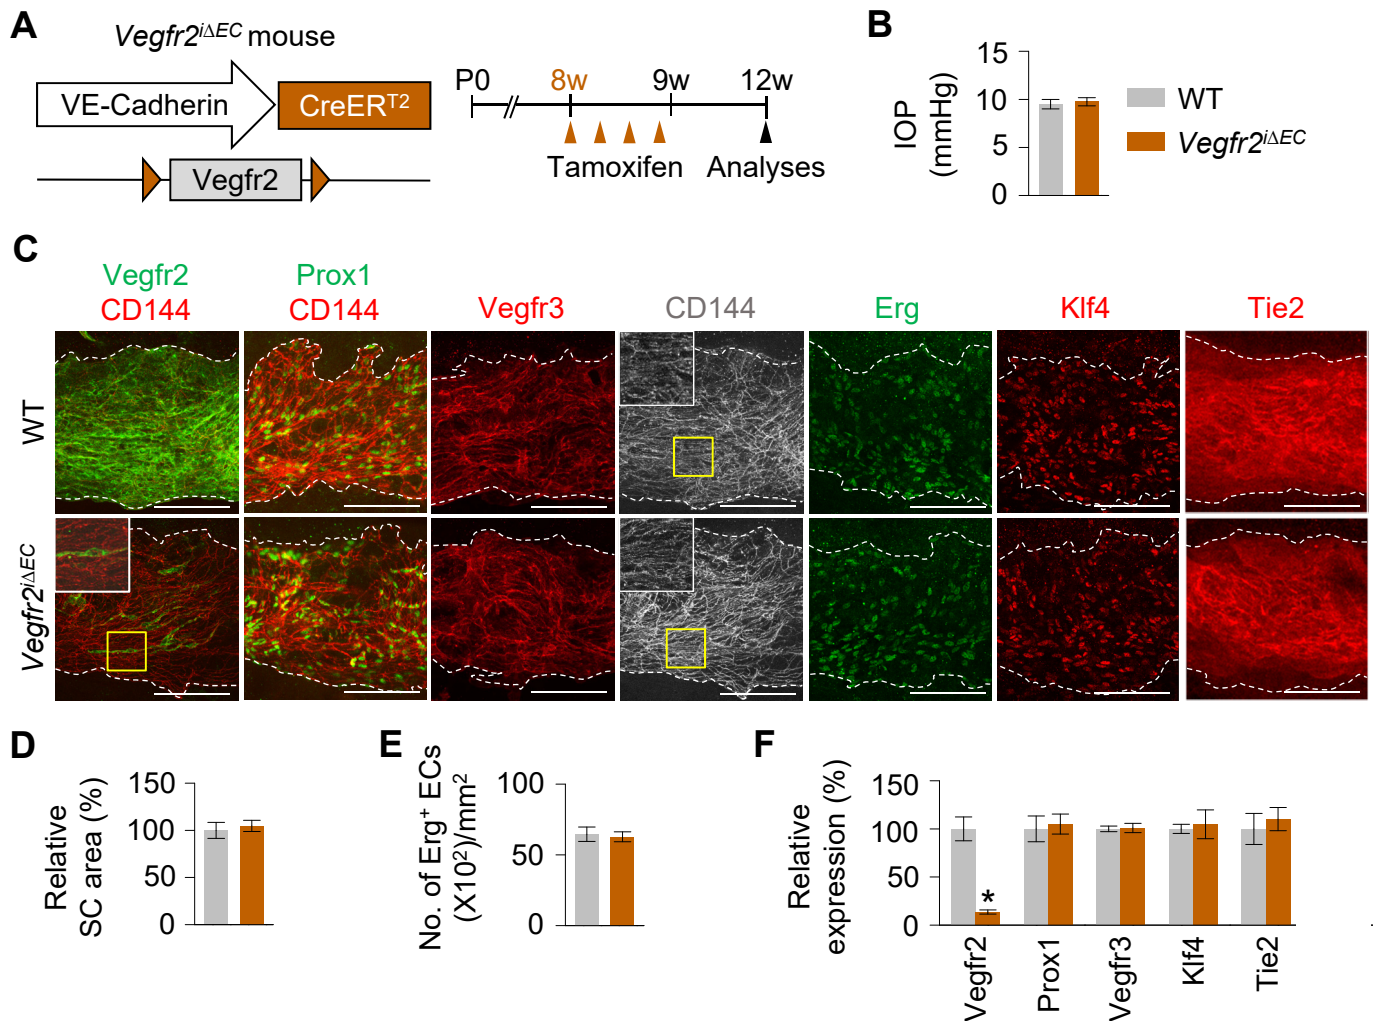 A
Vegfr2iΔEC mouse
VE-Cadherin
CreERT2
Vegfr2
P0
8w
9w
12w
Tamoxifen
Analyses
B
IOP
(mmHg)
15
10
5
0
WT
Vegfr2iΔEC
C
Vegfr2
CD144
Prox1
CD144
Vegfr3
CD144
Erg
Klf4
Tie2
WT
Vegfr2iΔEC
D
Relative
SC area (%)
150
100
50
0
E
No. of Erg+ ECs
(X102)/mm2
100
50
0
F
Relative
expression (%)
150
100
50
0
*
Vegfr2
Prox1
Vegfr3
Klf4
Tie2